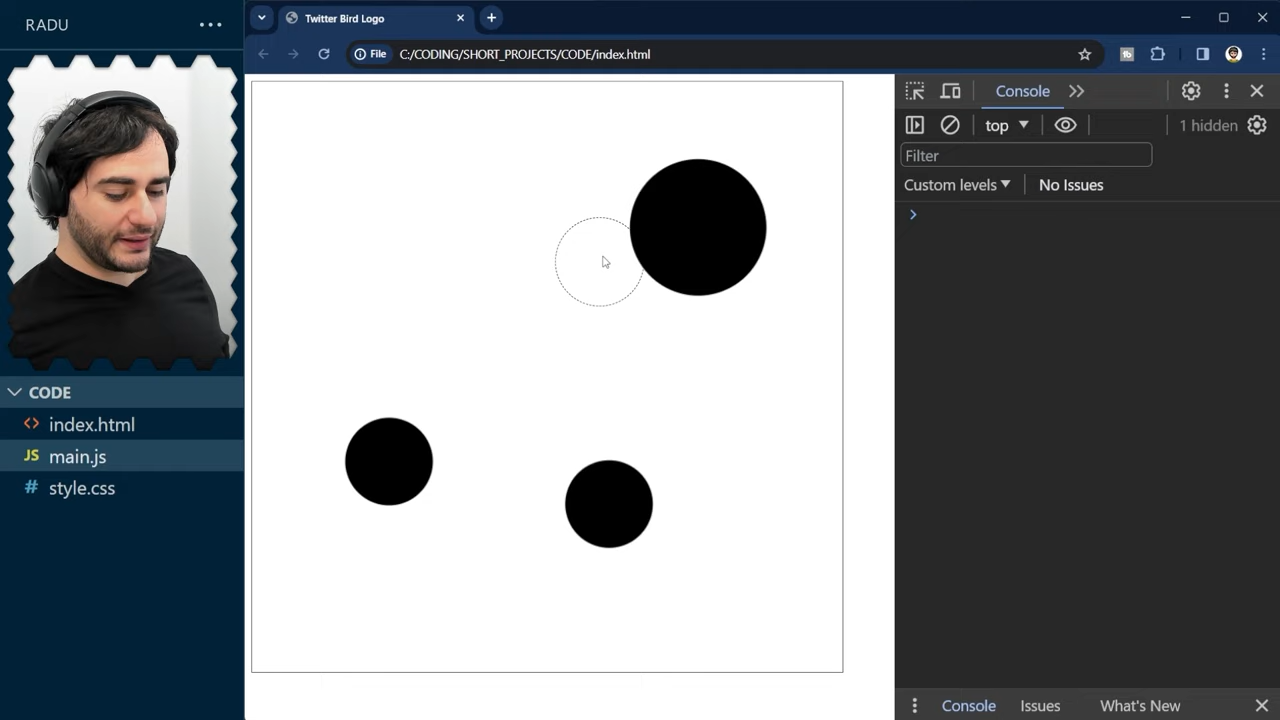 RADU
Twitter Bird Logo
File
C:/CODING/SHORT_PROJECTS/CODE/index.html
Console
top
1 hidden
Filter
Custom levels
No Issues
CODE
index.html
JS main.js
# style.css
Console
Issues
What's New